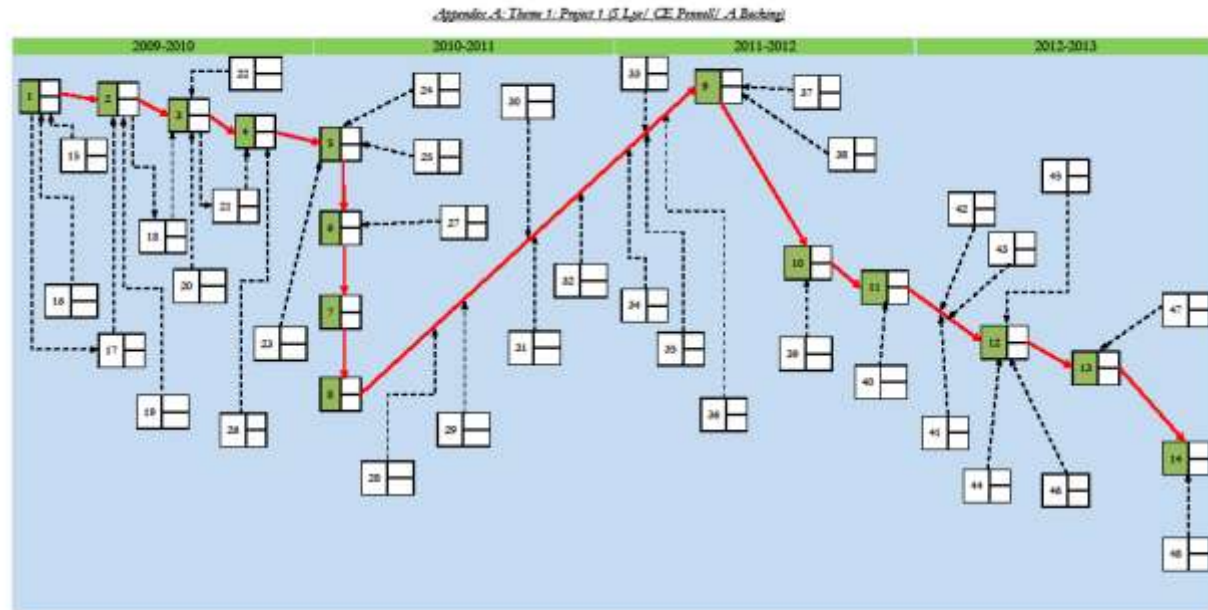 Appendix A: Theme 1: Project 1 (S Lye/ CE Pennell/ A Backing)
2009-2010 2010-2011 2011-2012 2012-2013
1 2 3 4 5 6 7 8 9 10 11 12 13 14
15 16 17 18 19 20 21 22 23 24 25 26 27
28 29 30 31 32 33 34 35 36 37 38 39 40
41 42 43 44 45 46 47 48